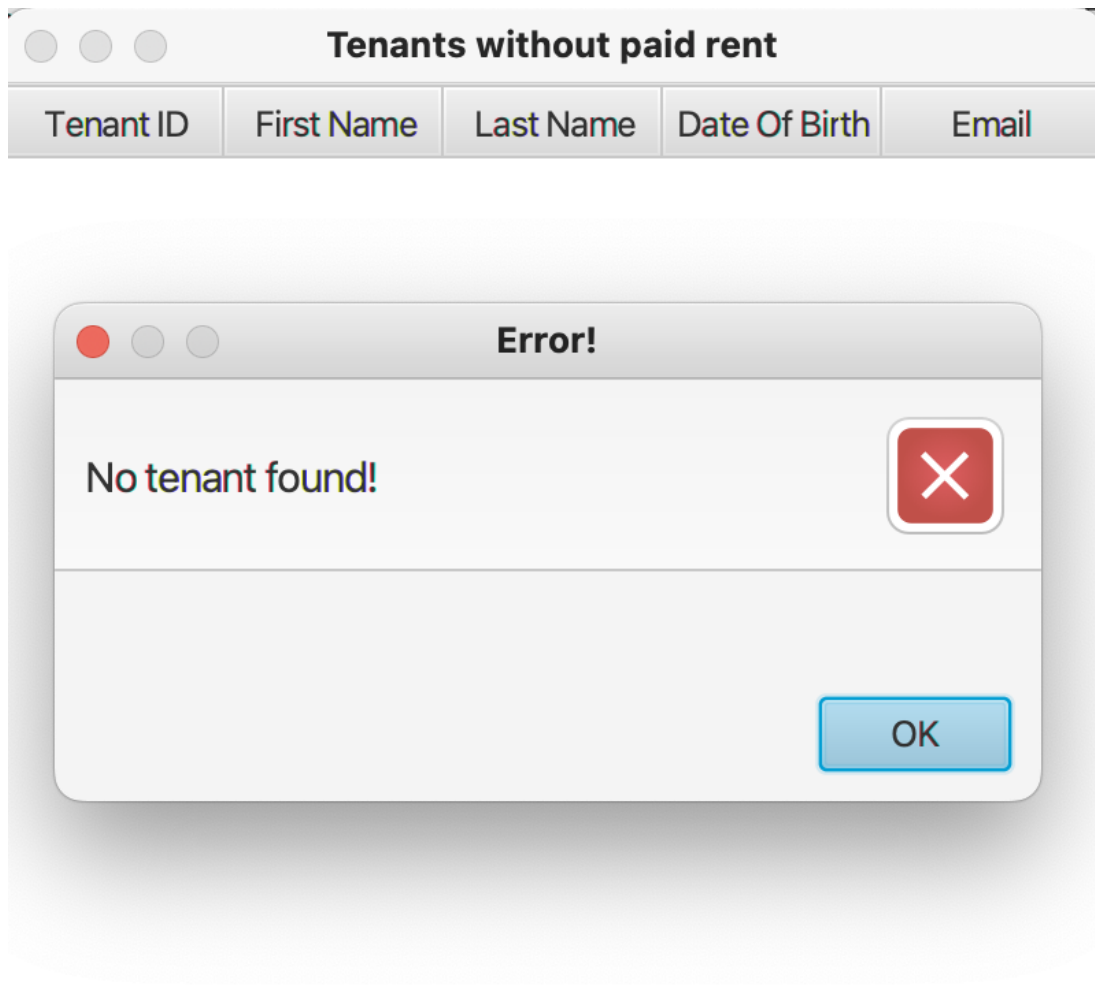 Tenants without paid rent
Tenant ID First Name Last Name Date Of Birth Email
Error!
No tenant found!
OK